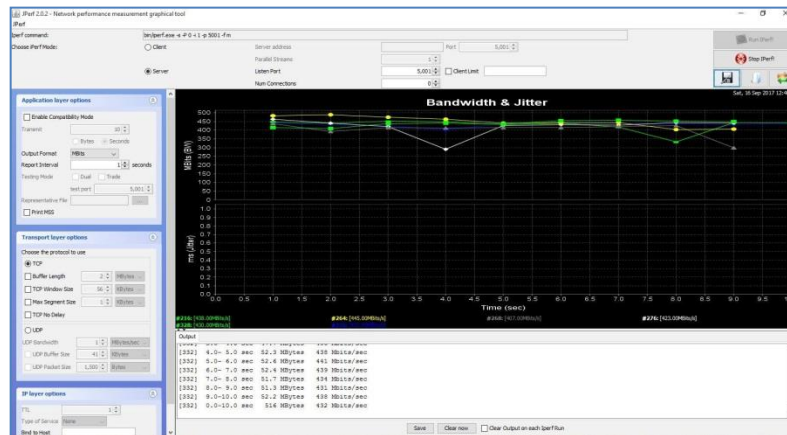 JPerf 2.0.2 - Network performance measurement graphical tool
JPerf
Iperf command:
bin/iperf.exe -s -P 0 -i 1 -p 5001 -f m
Choose iPerf Mode:
Client
Server address
Port
5,001
Parallel Streams
1
Server
Listen Port
5,001
Client Limit
Num Connections
0
Run IPerf!
Stop IPerf!
Application layer options
Enable Compatibility Mode
Transmit
10
Bytes
Seconds
Output Format
MBits
Report Interval
1
seconds
Testing Mode
Dual
Trade
test port
5,001
Representative File
...
Print MSS
Transport layer options
Choose the protocol to use
TCP
Buffer Length
2
MBytes
TCP Window Size
56
KBytes
Max Segment Size
1
KBytes
TCP No Delay
UDP
UDP Bandwidth
1
MBytes/sec
UDP Buffer Size
41
KBytes
UDP Packet Size
1,500
Bytes
IP layer options
TTL
1
Type of Service
None
Bind to Host
Sat, 16 Sep 2017 12:4
Bandwidth & Jitter
MBits (BW)
500
450
400
350
300
250
200
150
100
50
0
ms (Jitter)
1.0
0.9
0.8
0.7
0.6
0.5
0.4
0.3
0.2
0.1
0.0
0.0 0.5 1.0 1.5 2.0 2.5 3.0 3.5 4.0 4.5 5.0 5.5 6.0 6.5 7.0 7.5 8.0 8.5 9.0 9.5
Time (sec)
[438.00MBits/s]
#264: [445.00MBits/s]
[407.00MBits/s]
#276: [423.00MBits/s]
#328: [430.00MBits/s]
Output
[332] 4.0- 5.0 sec 52.3 MBytes 438 Mbits/sec
[332] 5.0- 6.0 sec 52.6 MBytes 441 Mbits/sec
[332] 6.0- 7.0 sec 52.4 MBytes 439 Mbits/sec
[332] 7.0- 8.0 sec 51.7 MBytes 434 Mbits/sec
[332] 8.0- 9.0 sec 51.3 MBytes 431 Mbits/sec
[332] 9.0-10.0 sec 52.2 MBytes 438 Mbits/sec
[332] 0.0-10.0 sec 516 MBytes 432 Mbits/sec
Save
Clear now
Clear Output on each Iperf Run